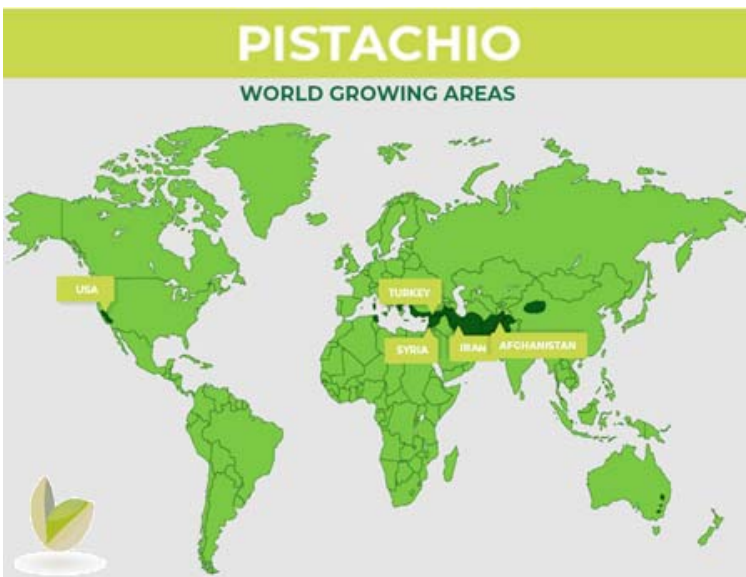 PISTACHIO
WORLD GROWING AREAS
USA
TURKEY
SYRIA
IRAN
AFGHANISTAN